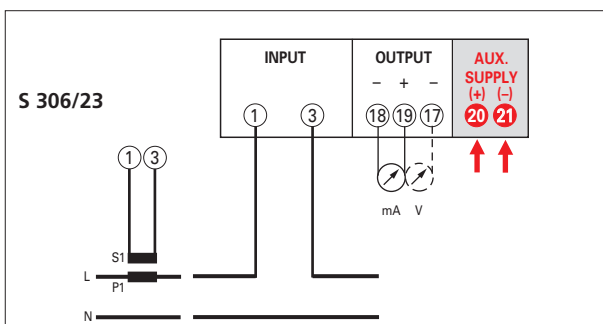 INPUT
OUTPUT
AUX.
SUPPLY
– + –
(+) (–)
S 306/23
1 3
18 19 17
20 21
1 3
mA V
S1
L
P1
N